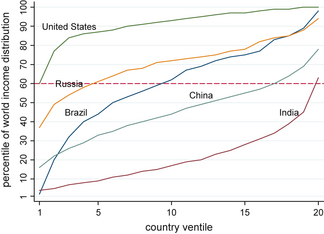 percentile of world income distribution
100
90
80
70
60
50
40
30
20
10
1
United States
Russia
Brazil
China
India
1 5 10 15 20
country ventile